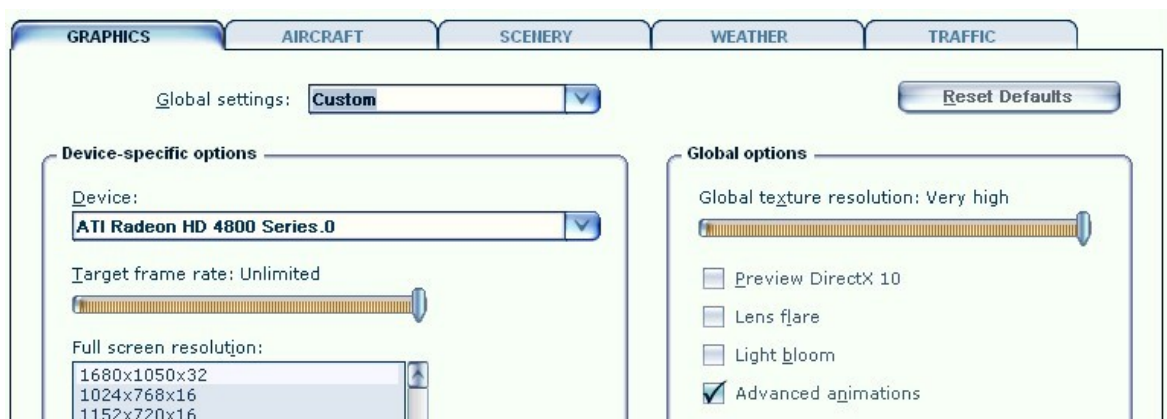 GRAPHICS AIRCRAFT SCENERY WEATHER TRAFFIC
Global settings: Custom Reset Defaults
Device-specific options
Device:
ATI Radeon HD 4800 Series.0
Target frame rate: Unlimited
Full screen resolution:
1680x1050x32
1024x768x16
1152x720x16
Global options
Global texture resolution: Very high
Preview DirectX 10
Lens flare
Light bloom
Advanced animations